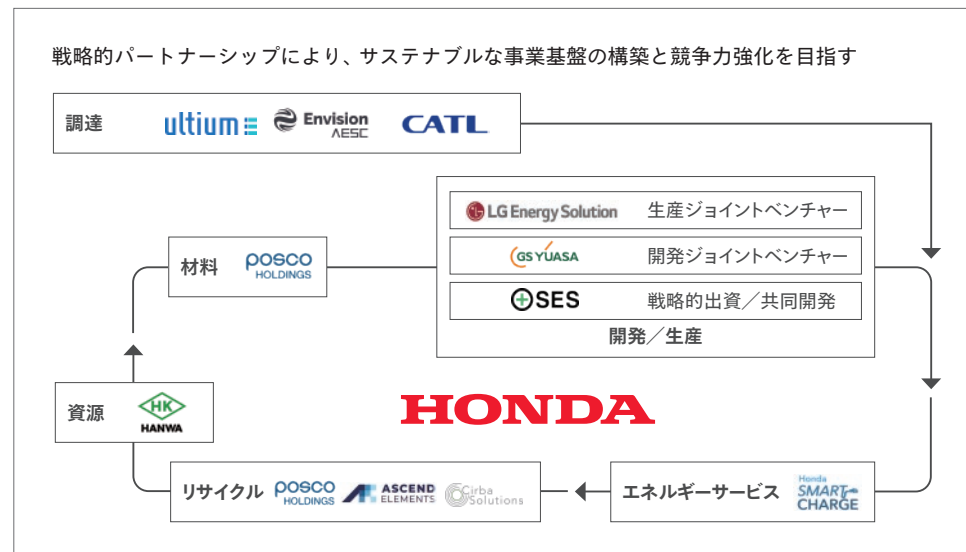 戦略的パートナーシップにより、サステナブルな事業基盤の構築と競争力強化を目指す
調達 ultium Envision AESC CATL
LG Energy Solution 生産ジョイントベンチャー
GS YUASA 開発ジョイントベンチャー
SES 戦略的出資／共同開発
開発／生産
材料 posco HOLDINGS
資源 HK HANWA
HONDA
リサイクル posco HOLDINGS ASCEND ELEMENTS Cirba Solutions
エネルギーサービス Honda SMART CHARGE